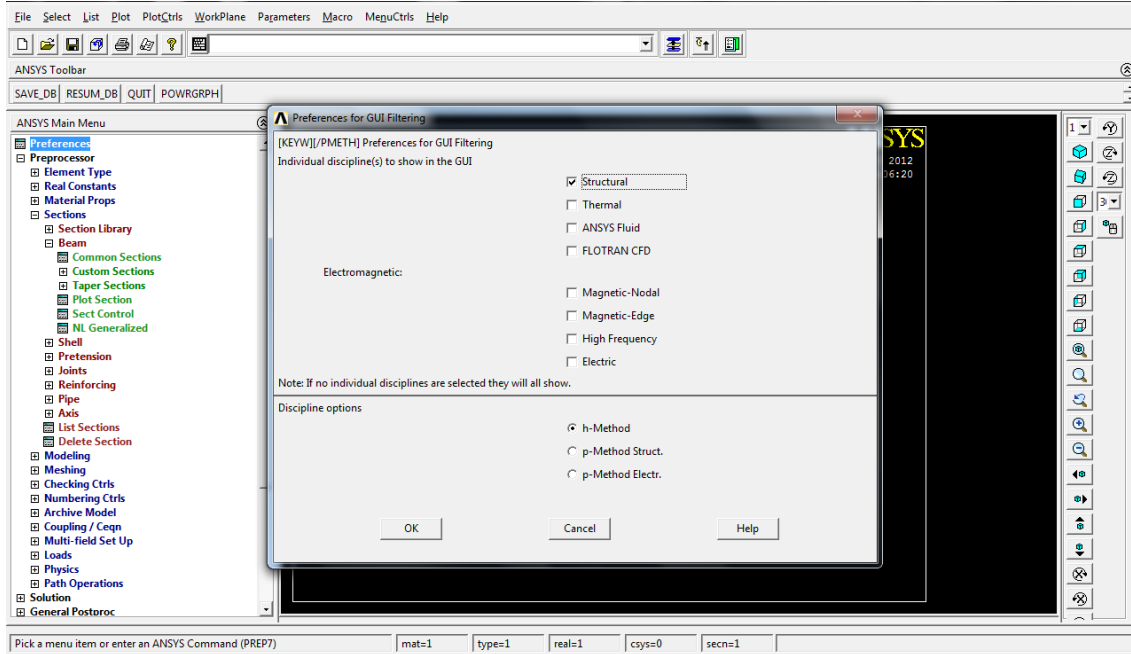 File Select List Plot PlotCtrls WorkPlane Parameters Macro MenuCtrls Help
ANSYS Toolbar
SAVE_DB RESUM_DB QUIT POWRGRPH
ANSYS Main Menu
Preferences
Preprocessor
Element Type
Real Constants
Material Props
Sections
Section Library
Beam
Common Sections
Custom Sections
Taper Sections
Plot Section
Sect Control
NL Generalized
Shell
Pretension
Joints
Reinforcing
Pipe
Axis
List Sections
Delete Section
Modeling
Meshing
Checking Ctrls
Numbering Ctrls
Archive Model
Coupling / Ceqn
Multi-field Set Up
Loads
Physics
Path Operations
Solution
General Postproc
Preferences for GUI Filtering
[KEYW][/PMETH] Preferences for GUI Filtering
Individual discipline(s) to show in the GUI
Structural
Thermal
ANSYS Fluid
FLOTRAN CFD
Electromagnetic:
Magnetic-Nodal
Magnetic-Edge
High Frequency
Electric
Note: If no individual disciplines are selected they will all show.
Discipline options
h-Method
p-Method Struct.
p-Method Electr.
OK Cancel Help
SYS
2012
06:20
1
3
Pick a menu item or enter an ANSYS Command (PREP7) mat=1 type=1 real=1 csys=0 secn=1